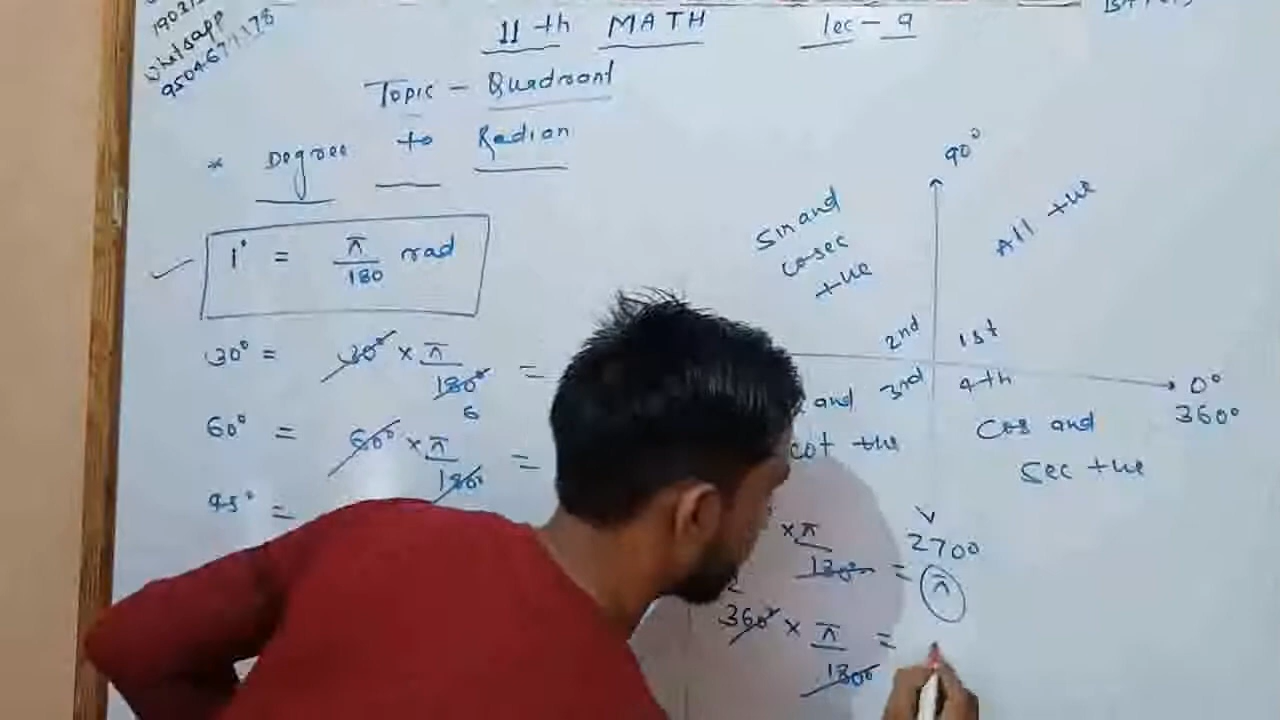 Whatsapp
11th MATH lec - 9
Topic - Quadrant
* Degree to Radian
1° = π/180 rad
30° = 30° × π/180° =
6
60° = 60° × π/180 =
45° =
90°
Sin and
cosec
+ve
All +ve
2nd 1st
3rd 4th
0°
360°
and
cot +ve
Cos and
Sec +ve
270°
× π/180 = π
2
360° × π/180° =